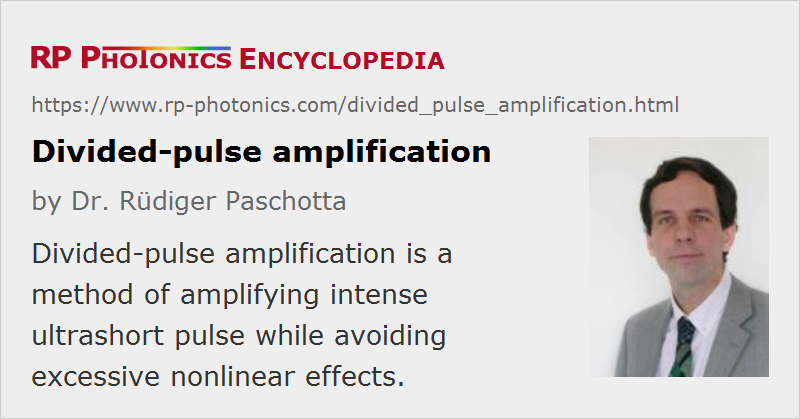 RP PHOTONICS ENCYCLOPEDIA
https://www.rp-photonics.com/divided_pulse_amplification.html
Divided-pulse amplification
by Dr. Rüdiger Paschotta
Divided-pulse amplification is a
method of amplifying intense
ultrashort pulse while avoiding
excessive nonlinear effects.